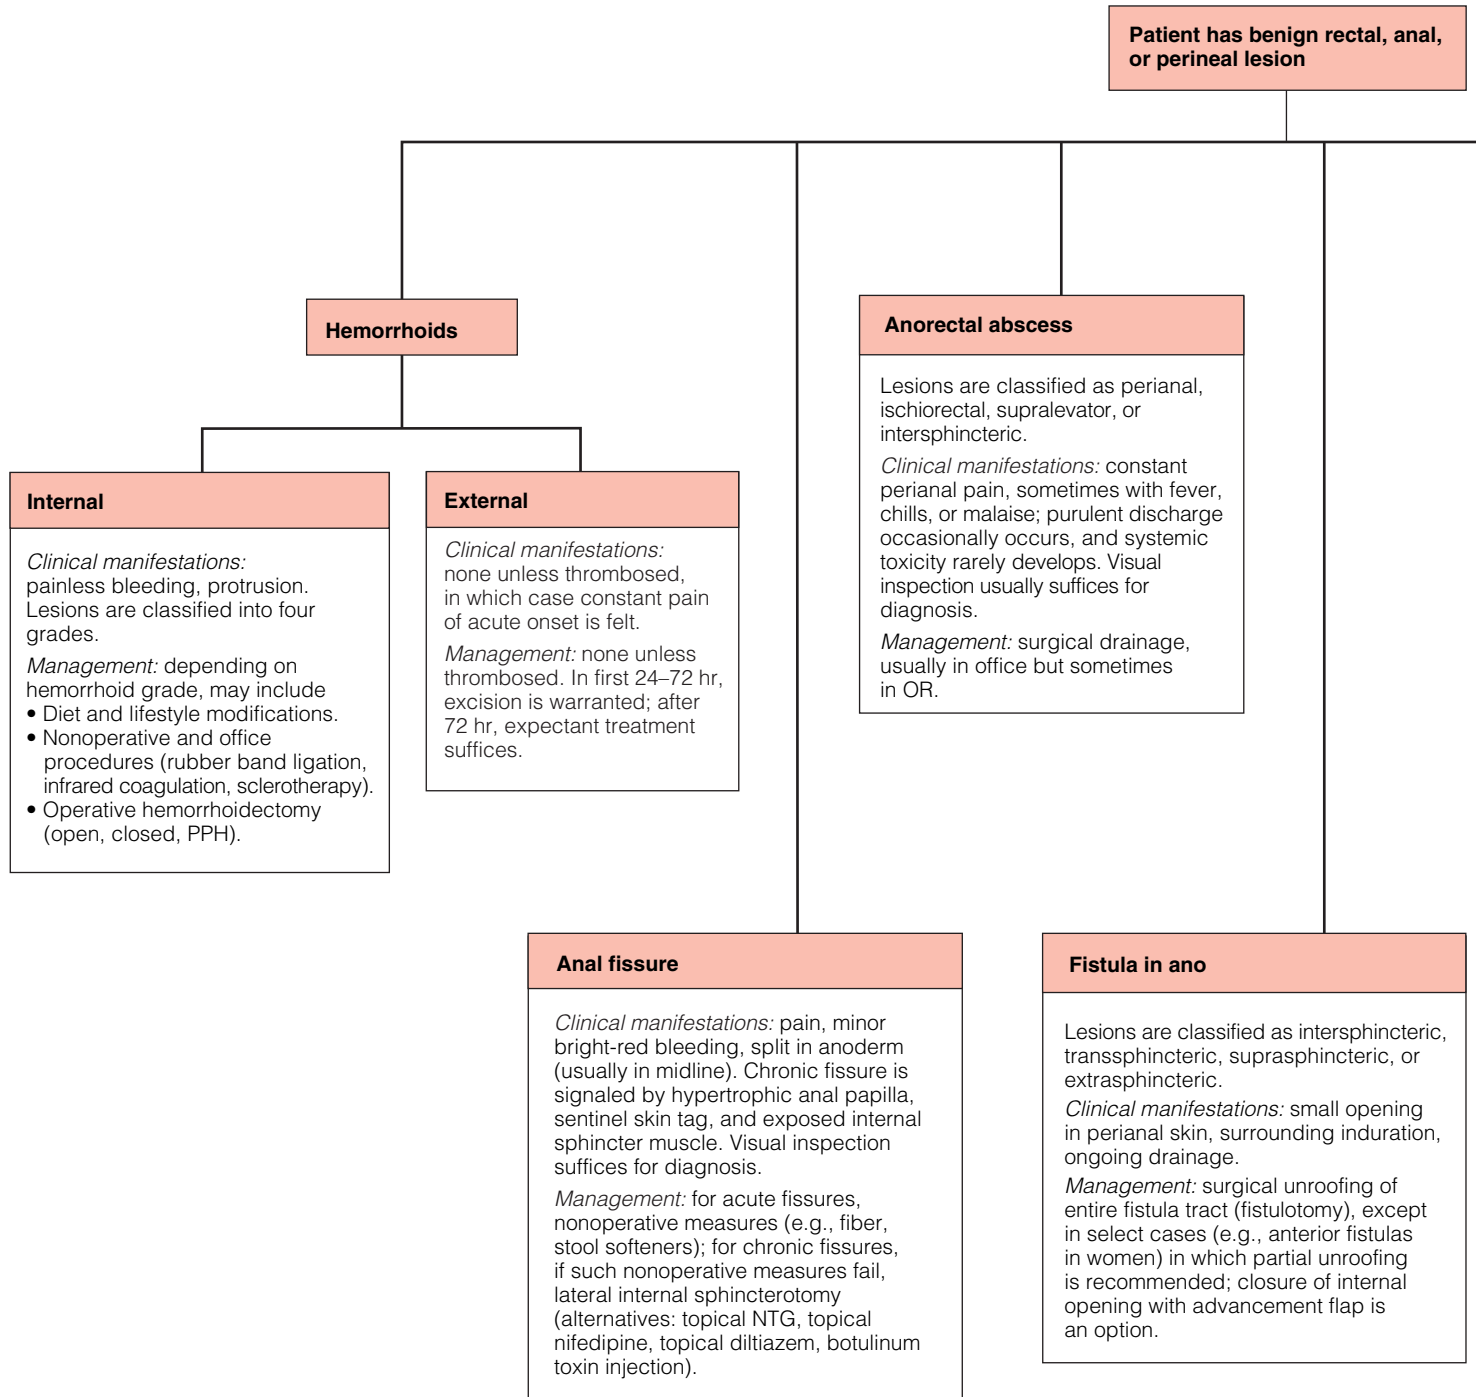 Patient has benign rectal, anal,
or perineal lesion
Hemorrhoids
Internal
Clinical manifestations:
painless bleeding, protrusion.
Lesions are classified into four
grades.
Management: depending on
hemorrhoid grade, may include
• Diet and lifestyle modifications.
• Nonoperative and office
procedures (rubber band ligation,
infrared coagulation, sclerotherapy).
• Operative hemorrhoidectomy
(open, closed, PPH).
External
Clinical manifestations:
none unless thrombosed,
in which case constant pain
of acute onset is felt.
Management: none unless
thrombosed. In first 24–72 hr,
excision is warranted; after
72 hr, expectant treatment
suffices.
Anorectal abscess
Lesions are classified as perianal,
ischiorectal, supralevator, or
intersphincteric.
Clinical manifestations: constant
perianal pain, sometimes with fever,
chills, or malaise; purulent discharge
occasionally occurs, and systemic
toxicity rarely develops. Visual
inspection usually suffices for
diagnosis.
Management: surgical drainage,
usually in office but sometimes
in OR.
Anal fissure
Clinical manifestations: pain, minor
bright-red bleeding, split in anoderm
(usually in midline). Chronic fissure is
signaled by hypertrophic anal papilla,
sentinel skin tag, and exposed internal
sphincter muscle. Visual inspection
suffices for diagnosis.
Management: for acute fissures,
nonoperative measures (e.g., fiber,
stool softeners); for chronic fissures,
if such nonoperative measures fail,
lateral internal sphincterotomy
(alternatives: topical NTG, topical
nifedipine, topical diltiazem, botulinum
toxin injection).
Fistula in ano
Lesions are classified as intersphincteric,
transsphincteric, suprasphincteric, or
extrasphincteric.
Clinical manifestations: small opening
in perianal skin, surrounding induration,
ongoing drainage.
Management: surgical unroofing of
entire fistula tract (fistulotomy), except
in select cases (e.g., anterior fistulas
in women) in which partial unroofing
is recommended; closure of internal
opening with advancement flap is
an option.